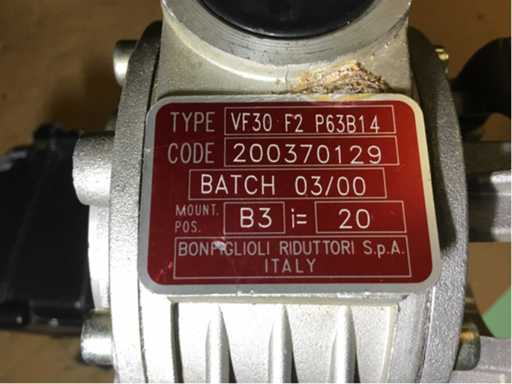 TYPE VF30 F2 P63B14
CODE 200370129
BATCH 03/00
MOUNT. POS. B3 i= 20
BONFIGLIOLI RIDUTTORI S.p.A.
ITALY